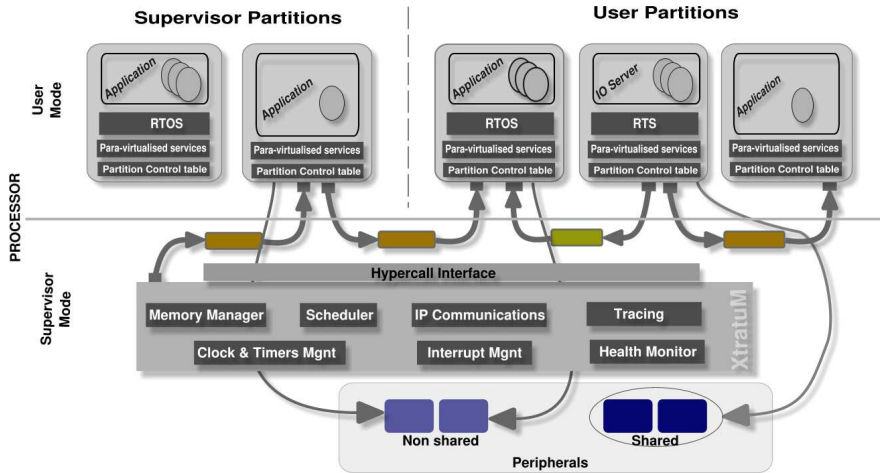 Supervisor Partitions
User Partitions
PROCESSOR
User
Mode
Application
RTOS
Para-virtualised services
Partition Control table
Application
Para-virtualised services
Partition Control table
Application
RTOS
Para-virtualised services
Partition Control table
IO Server
RTS
Para-virtualised services
Partition Control table
Application
Para-virtualised services
Partition Control table
Supervisor
Mode
Hypercall Interface
Memory Manager
Scheduler
IP Communications
Tracing
Clock & Timers Mgnt
Interrupt Mgnt
Health Monitor
XtratuM
Non shared
Shared
Peripherals